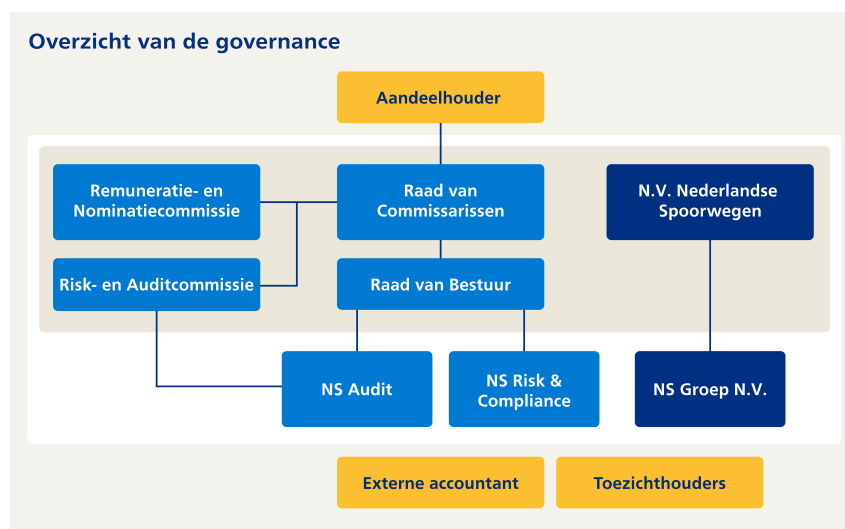 Overzicht van de governance
Aandeelhouder
Remuneratie- en
Nominatiecommissie
Raad van
Commissarissen
N.V. Nederlandse
Spoorwegen
Risk- en Auditcommissie
Raad van Bestuur
NS Audit
NS Risk &
Compliance
NS Groep N.V.
Externe accountant
Toezichthouders